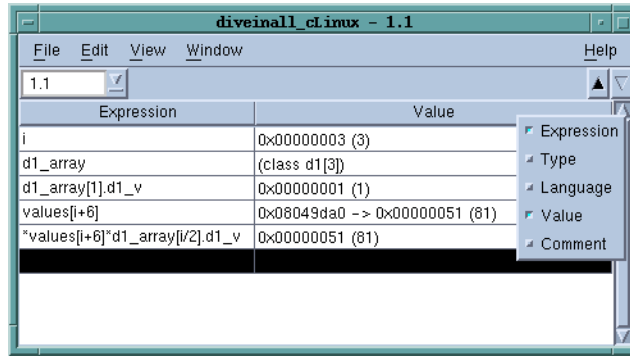 diveinall_cLinux - 1.1
File Edit View Window Help
1.1
Expression Value
i 0x00000003 (3)
d1_array (class d1[3])
d1_array[1].d1_v 0x00000001 (1)
values[i+6] 0x08049da0 -> 0x00000051 (81)
*values[i+6]*d1_array[i/2].d1_v 0x00000051 (81)
Expression
Type
Language
Value
Comment